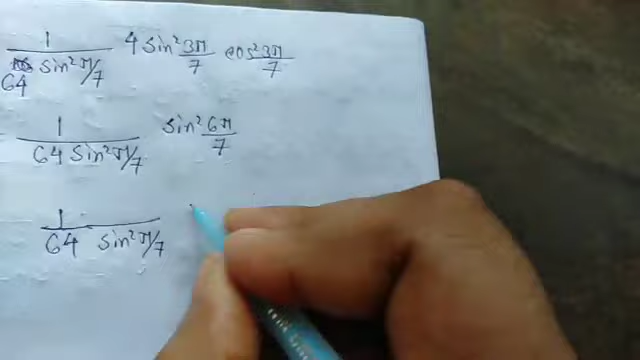 1/(64 sin²π/7) 4 sin² 3π/7 cos² 3π/7
1/(64 sin²π/7) sin² 6π/7
1/(64 sin²π/7)